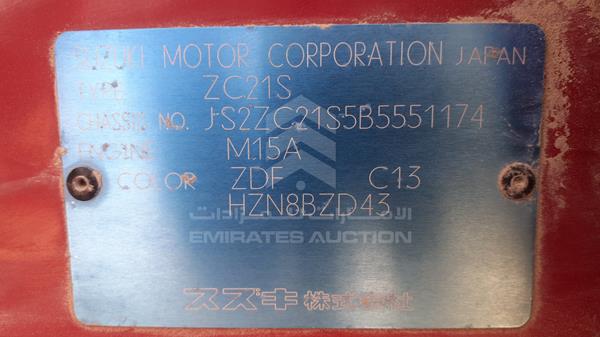 SUZUKI MOTOR CORPORATION JAPAN
TYPE ZC21S
CHASSIS NO. JS2ZC21S5B5551174
ENGINE M15A
COLOR ZDF C13
HZN8BZD43
الإمارات للمزادات
EMIRATES AUCTION
スズキ株式会社